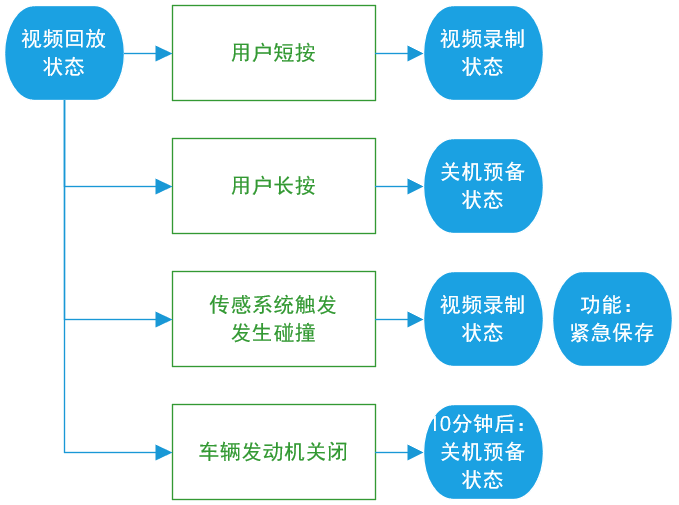 视频回放
状态
用户短按
视频录制
状态
用户长按
关机预备
状态
传感系统触发
发生碰撞
视频录制
状态
功能：
紧急保存
车辆发动机关闭
10分钟后：
关机预备
状态